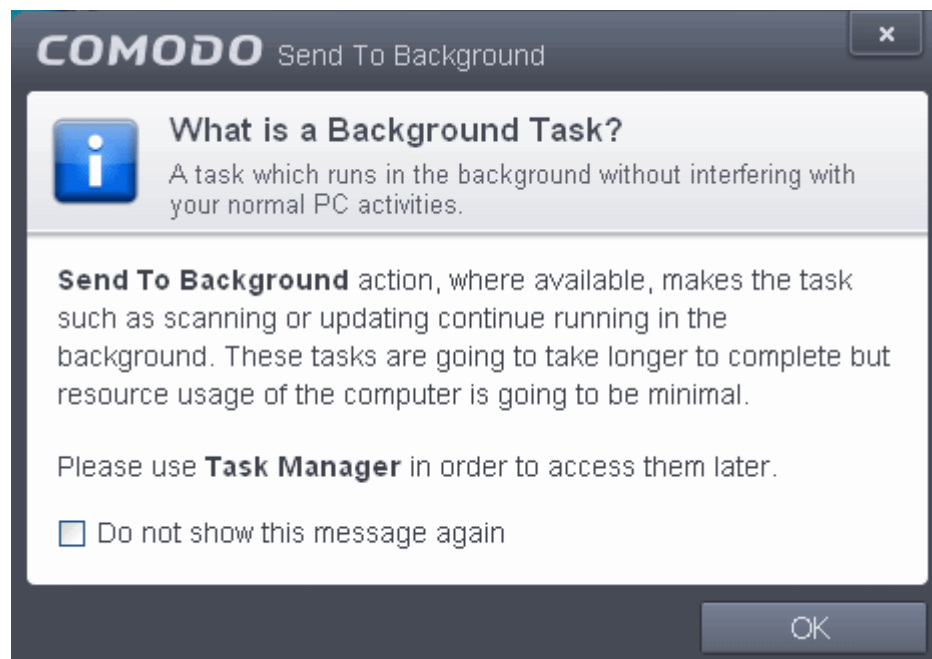 COMODO Send To Background
What is a Background Task?
A task which runs in the background without interfering with
your normal PC activities.
Send To Background action, where available, makes the task
such as scanning or updating continue running in the
background. These tasks are going to take longer to complete but
resource usage of the computer is going to be minimal.
Please use Task Manager in order to access them later.
Do not show this message again
OK